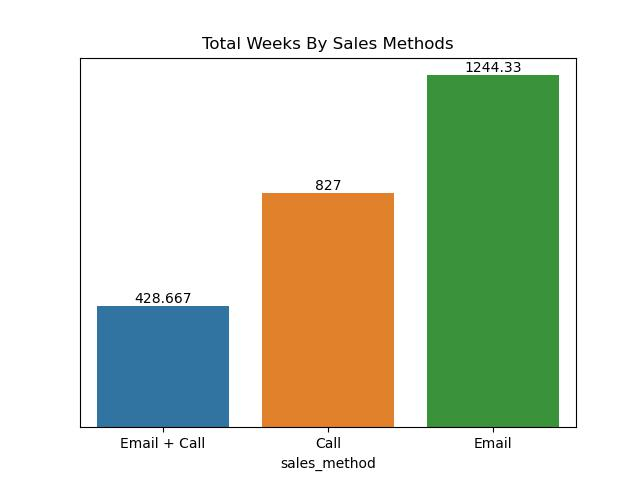 Total Weeks By Sales Methods
1244.33
827
428.667
Email + Call
Call
Email
sales_method